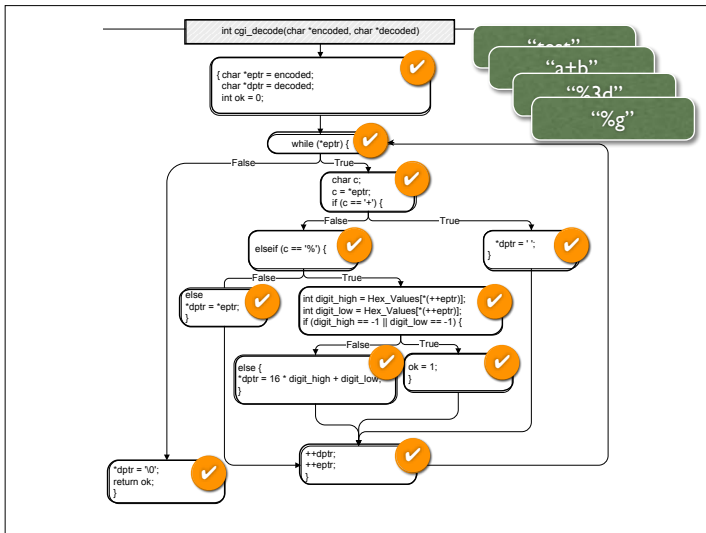 int cgi_decode(char *encoded, char *decoded)
“test”
“a+b”
“%3d”
“%g”
{ char *eptr = encoded;
char *dptr = decoded;
int ok = 0;
while (*eptr) {
False
True
char c;
c = *eptr;
if (c == '+') {
False
True
elseif (c == '%') {
*dptr = ' ';
}
False
True
else
*dptr = *eptr;
}
int digit_high = Hex_Values[*(++eptr)];
int digit_low = Hex_Values[*(++eptr)];
if (digit_high == -1 || digit_low == -1) {
False
True
else {
*dptr = 16 * digit_high + digit_low;
}
ok = 1;
}
*dptr = '\0';
return ok;
}
++dptr;
++eptr;
}